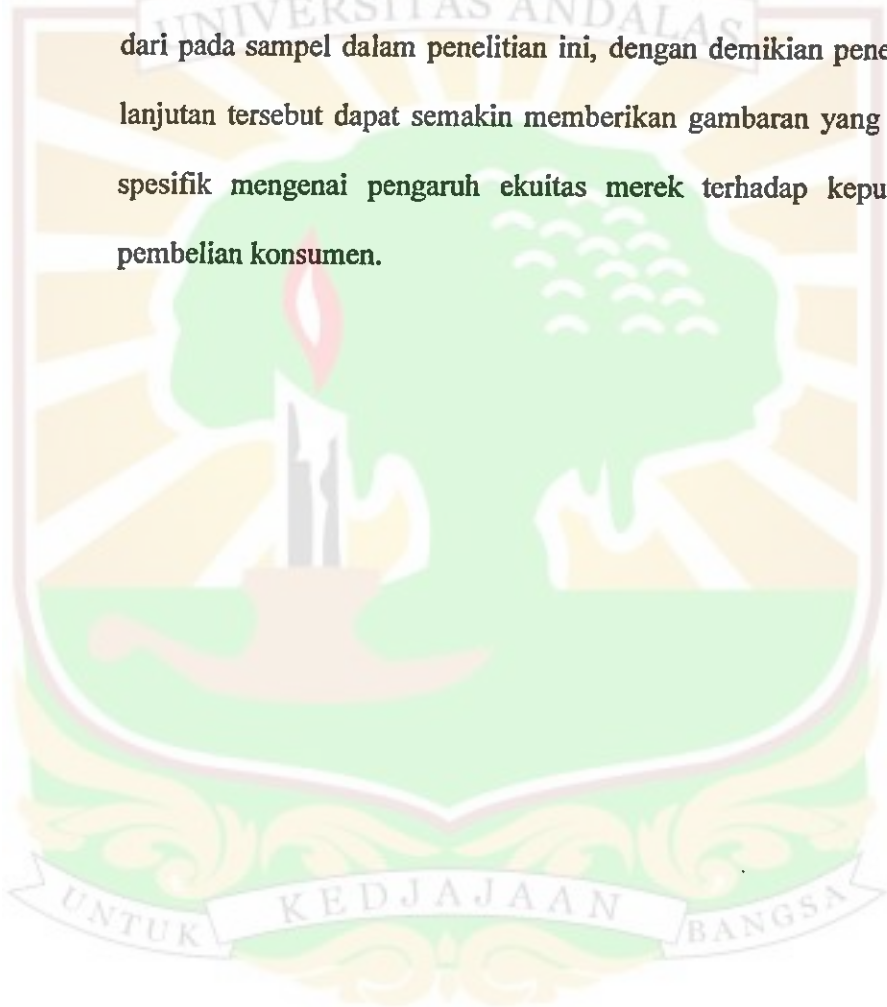 UNIVERSITAS ANDALAS
dari pada sampel dalam penelitian ini, dengan demikian pene
lanjutan tersebut dapat semakin memberikan gambaran yang
spesifik mengenai pengaruh ekuitas merek terhadap kepu
pembelian konsumen.
UNTUK KEDJAJAAN BANGSA